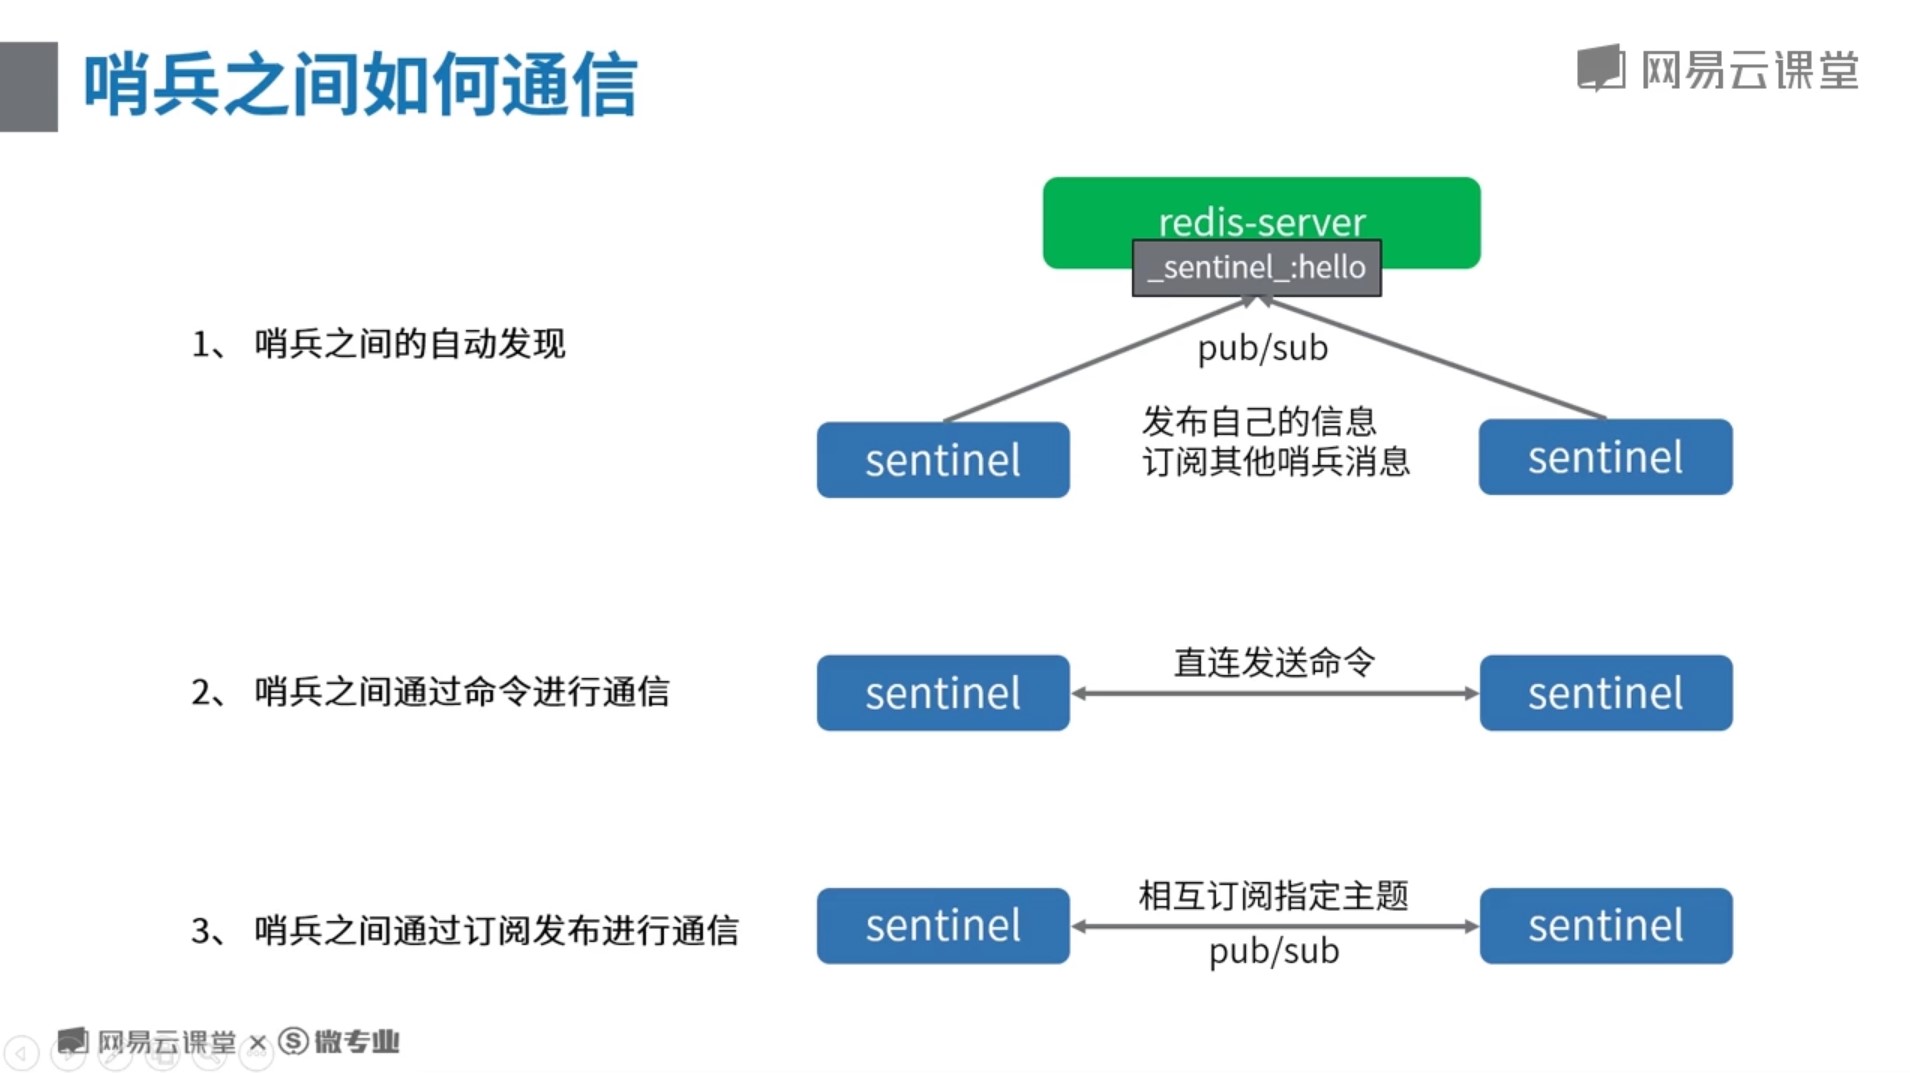 哨兵之间如何通信
网易云课堂
redis-server
_sentinel_:hello
1、 哨兵之间的自动发现
pub/sub
发布自己的信息
订阅其他哨兵消息
sentinel
sentinel
2、 哨兵之间通过命令进行通信
sentinel
直连发送命令
sentinel
3、 哨兵之间通过订阅发布进行通信
sentinel
相互订阅指定主题
pub/sub
sentinel
网易云课堂 × S 微专业